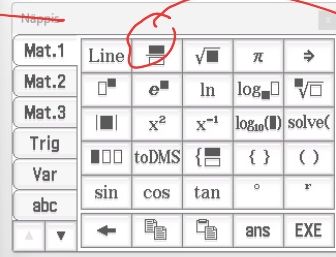 Näppis
Mat.1 Line ■/■ √■ π ⇒
Mat.2 □^■ e^■ ln log_■□ ^■√□
Mat.3 |■| x² x⁻¹ log₁₀(■) solve(
Trig ■□□ toDMS {■ { } ( )
Var sin cos tan ° r
abc
▲ ▼ ← ans EXE